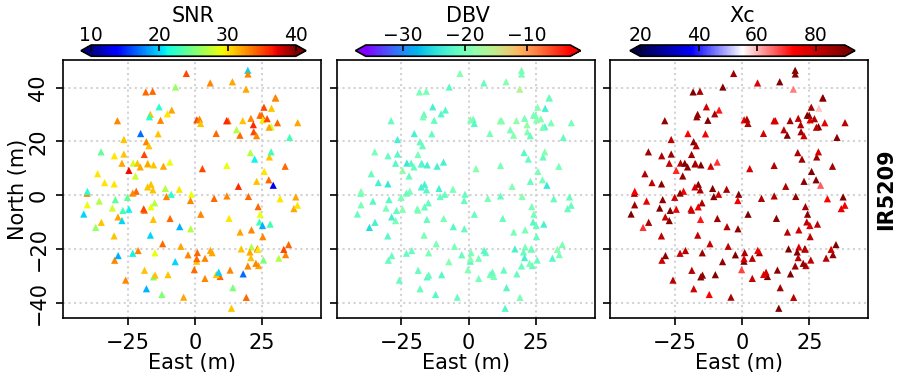 SNR DBV Xc
10 20 30 40 −30 −20 −10 20 40 60 80
40
20
0
−20
−40
North (m)
−25 0 25 −25 0 25 −25 0 25
East (m) East (m) East (m)
IR5209